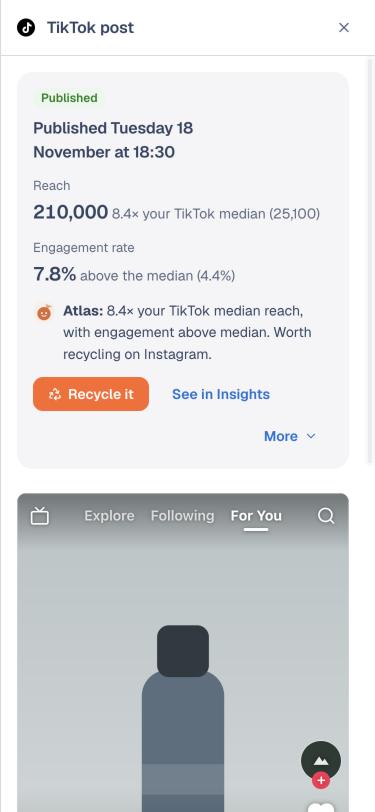 TikTok post
Published
Published Tuesday 18
November at 18:30
Reach
210,000 8.4× your TikTok median (25,100)
Engagement rate
7.8% above the median (4.4%)
Atlas: 8.4× your TikTok median reach,
with engagement above median. Worth
recycling on Instagram.
Recycle it See in Insights
More
Explore Following For You